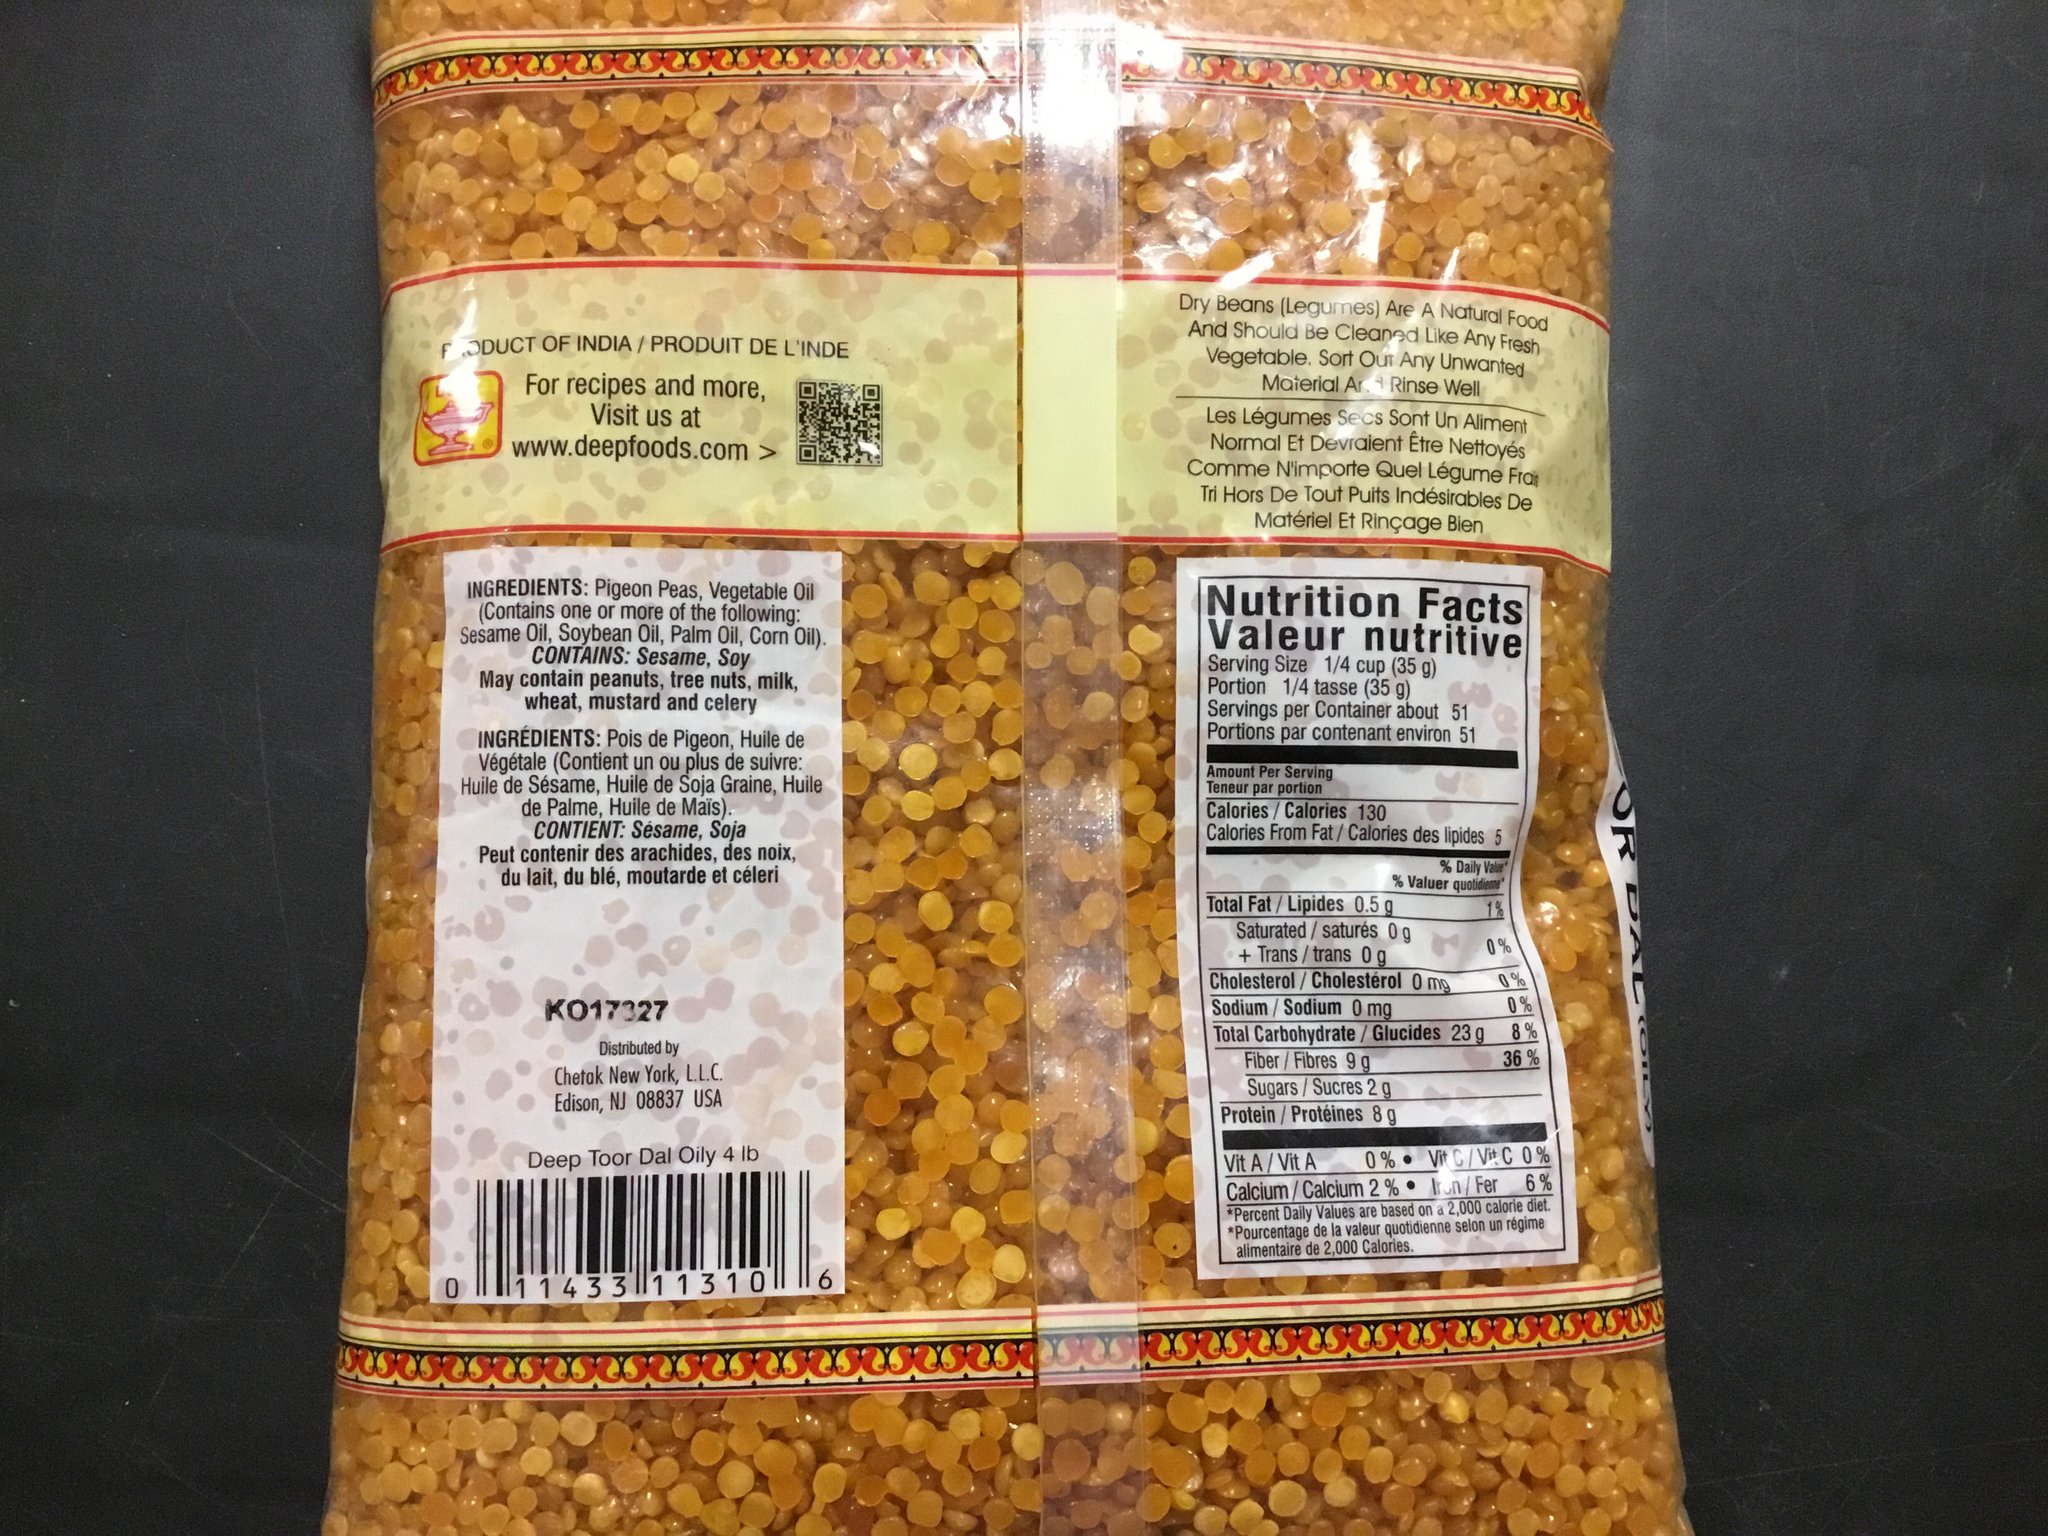 PRODUCT OF INDIA / PRODUIT DE L'INDE
For recipes and more,
Visit us at
www.deepfoods.com >
Dry Beans (Legumes) Are A Natural Food
And Should Be Cleaned Like Any Fresh
Vegetable. Sort Out Any Unwanted
Material And Rinse Well
Les Légumes Secs Sont Un Aliment
Normal Et Devraient Être Nettoyés
Comme N'importe Quel Légume Frais
Tri Hors De Tout Puits Indésirables De
Matériel Et Rinçage Bien
INGREDIENTS: Pigeon Peas, Vegetable Oil
(Contains one or more of the following:
Sesame Oil, Soybean Oil, Palm Oil, Corn Oil).
CONTAINS: Sesame, Soy
May contain peanuts, tree nuts, milk,
wheat, mustard and celery
INGRÉDIENTS: Pois de Pigeon, Huile de
Végétale (Contient un ou plus de suivre:
Huile de Sésame, Huile de Soja Graine, Huile
de Palme, Huile de Maïs).
CONTIENT: Sésame, Soja
Peut contenir des arachides, des noix,
du lait, du blé, moutarde et céleri
KO17327
Distributed by
Chetak New York, L.L.C.
Edison, NJ 08837 USA
Deep Toor Dal Oily 4 lb
0 11433 11310 6
Nutrition Facts
Valeur nutritive
Serving Size 1/4 cup (35 g)
Portion 1/4 tasse (35 g)
Servings per Container about 51
Portions par contenant environ 51
Amount Per Serving
Teneur par portion
Calories / Calories 130
Calories From Fat / Calories des lipides 5
% Daily Value*
% Valuer quotidienne*
Total Fat / Lipides 0.5 g 1%
Saturated / saturés 0 g
+ Trans / trans 0 g 0%
Cholesterol / Cholestérol 0 mg 0%
Sodium / Sodium 0 mg 0%
Total Carbohydrate / Glucides 23 g 8%
Fiber / Fibres 9 g 36%
Sugars / Sucres 2 g
Protein / Protéines 8 g
Vit A / Vit A 0% • Vit C / Vit C 0%
Calcium / Calcium 2% • Iron / Fer 6%
*Percent Daily Values are based on a 2,000 calorie diet.
*Pourcentage de la valeur quotidienne selon un régime
alimentaire de 2,000 Calories.
OR DAL (OILY)